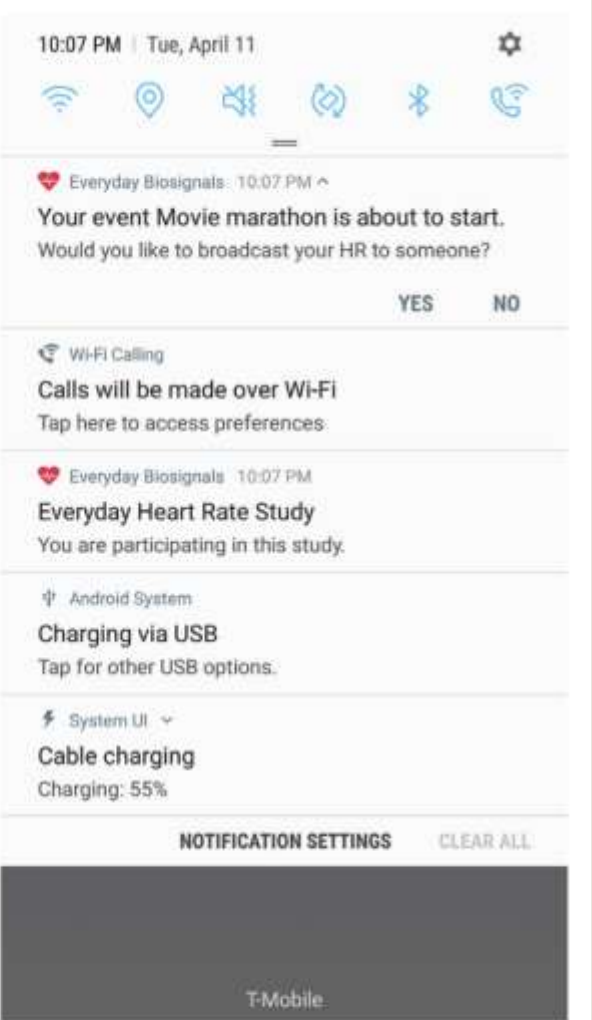 10:07 PM | Tue, April 11
Everyday Biosignals 10:07 PM
Your event Movie marathon is about to start.
Would you like to broadcast your HR to someone?
YES NO
Wi-Fi Calling
Calls will be made over Wi-Fi
Tap here to access preferences
Everyday Biosignals 10:07 PM
Everyday Heart Rate Study
You are participating in this study.
Android System
Charging via USB
Tap for other USB options.
System UI
Cable charging
Charging: 55%
NOTIFICATION SETTINGS CLEAR ALL
T-Mobile